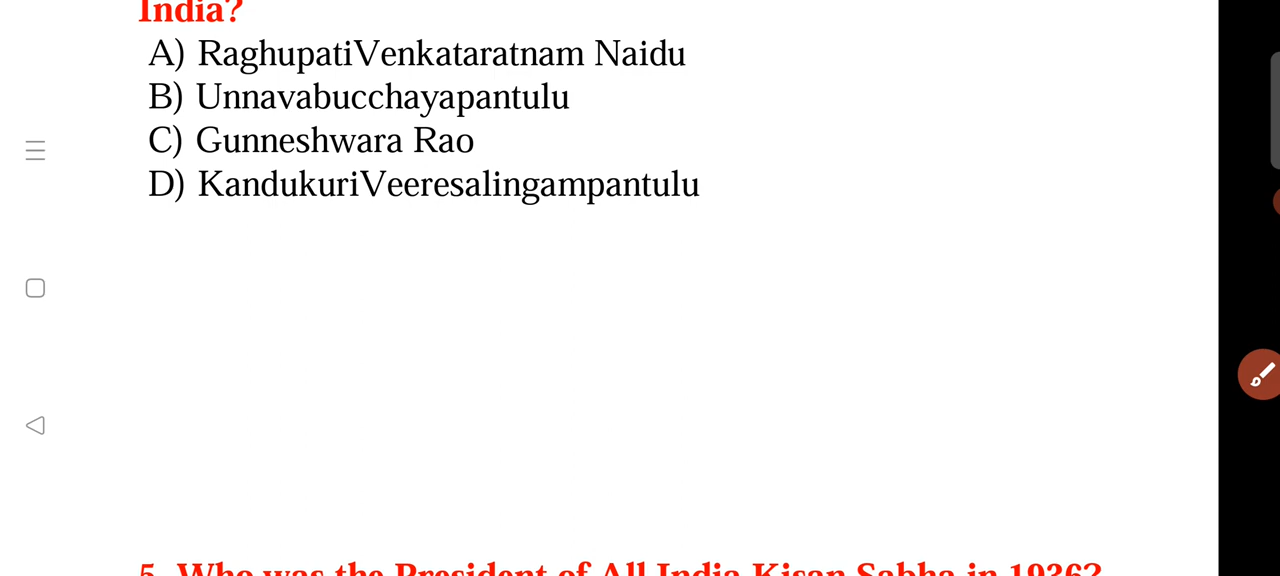 India?
A) RaghupatiVenkataratnam Naidu
B) Unnavabucchayapantulu
C) Gunneshwara Rao
D) KandukuriVeeresalingampantulu
5. Who was the President of All India Kisan Sabha in 1936?